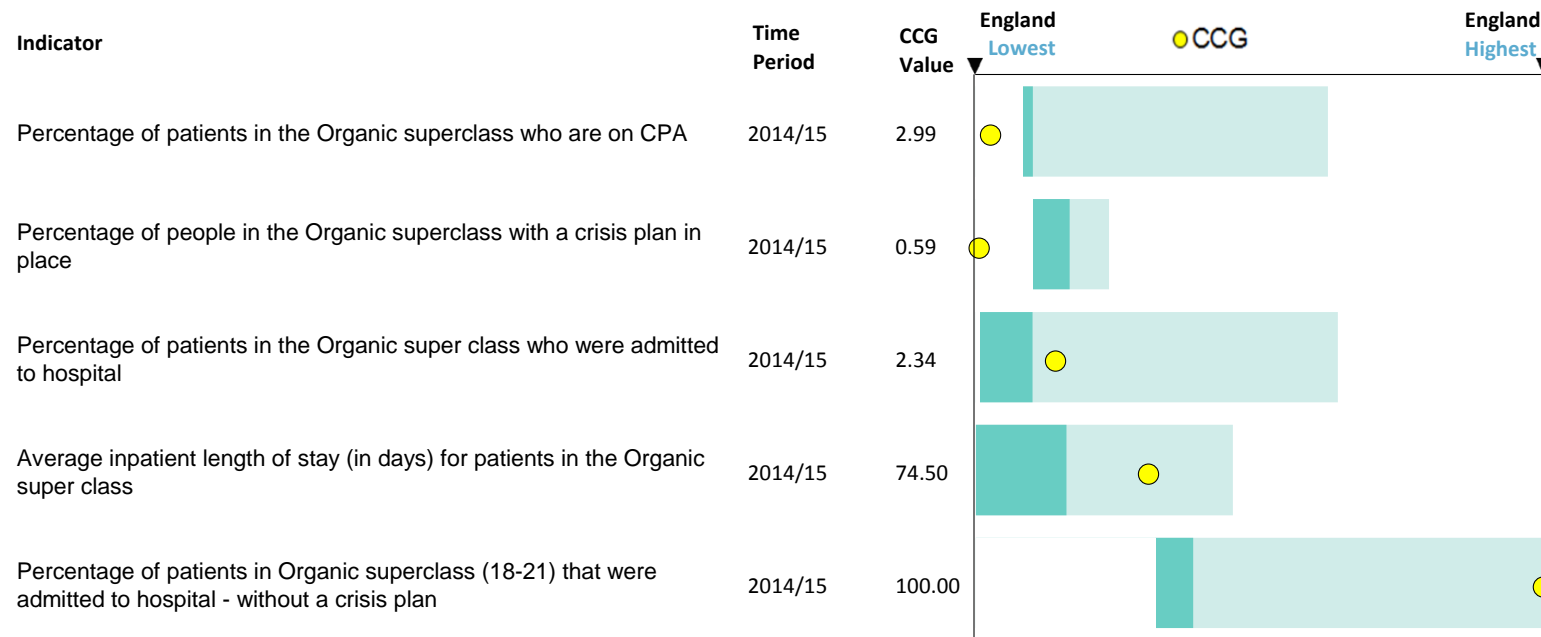 Indicator
Time Period
CCG Value
England Lowest
CCG
England Highest
Percentage of patients in the Organic superclass who are on CPA 2014/15 2.99
Percentage of people in the Organic superclass with a crisis plan in
place 2014/15 0.59
Percentage of patients in the Organic super class who were admitted
to hospital 2014/15 2.34
Average inpatient length of stay (in days) for patients in the Organic
super class 2014/15 74.50
Percentage of patients in Organic superclass (18-21) that were
admitted to hospital - without a crisis plan 2014/15 100.00